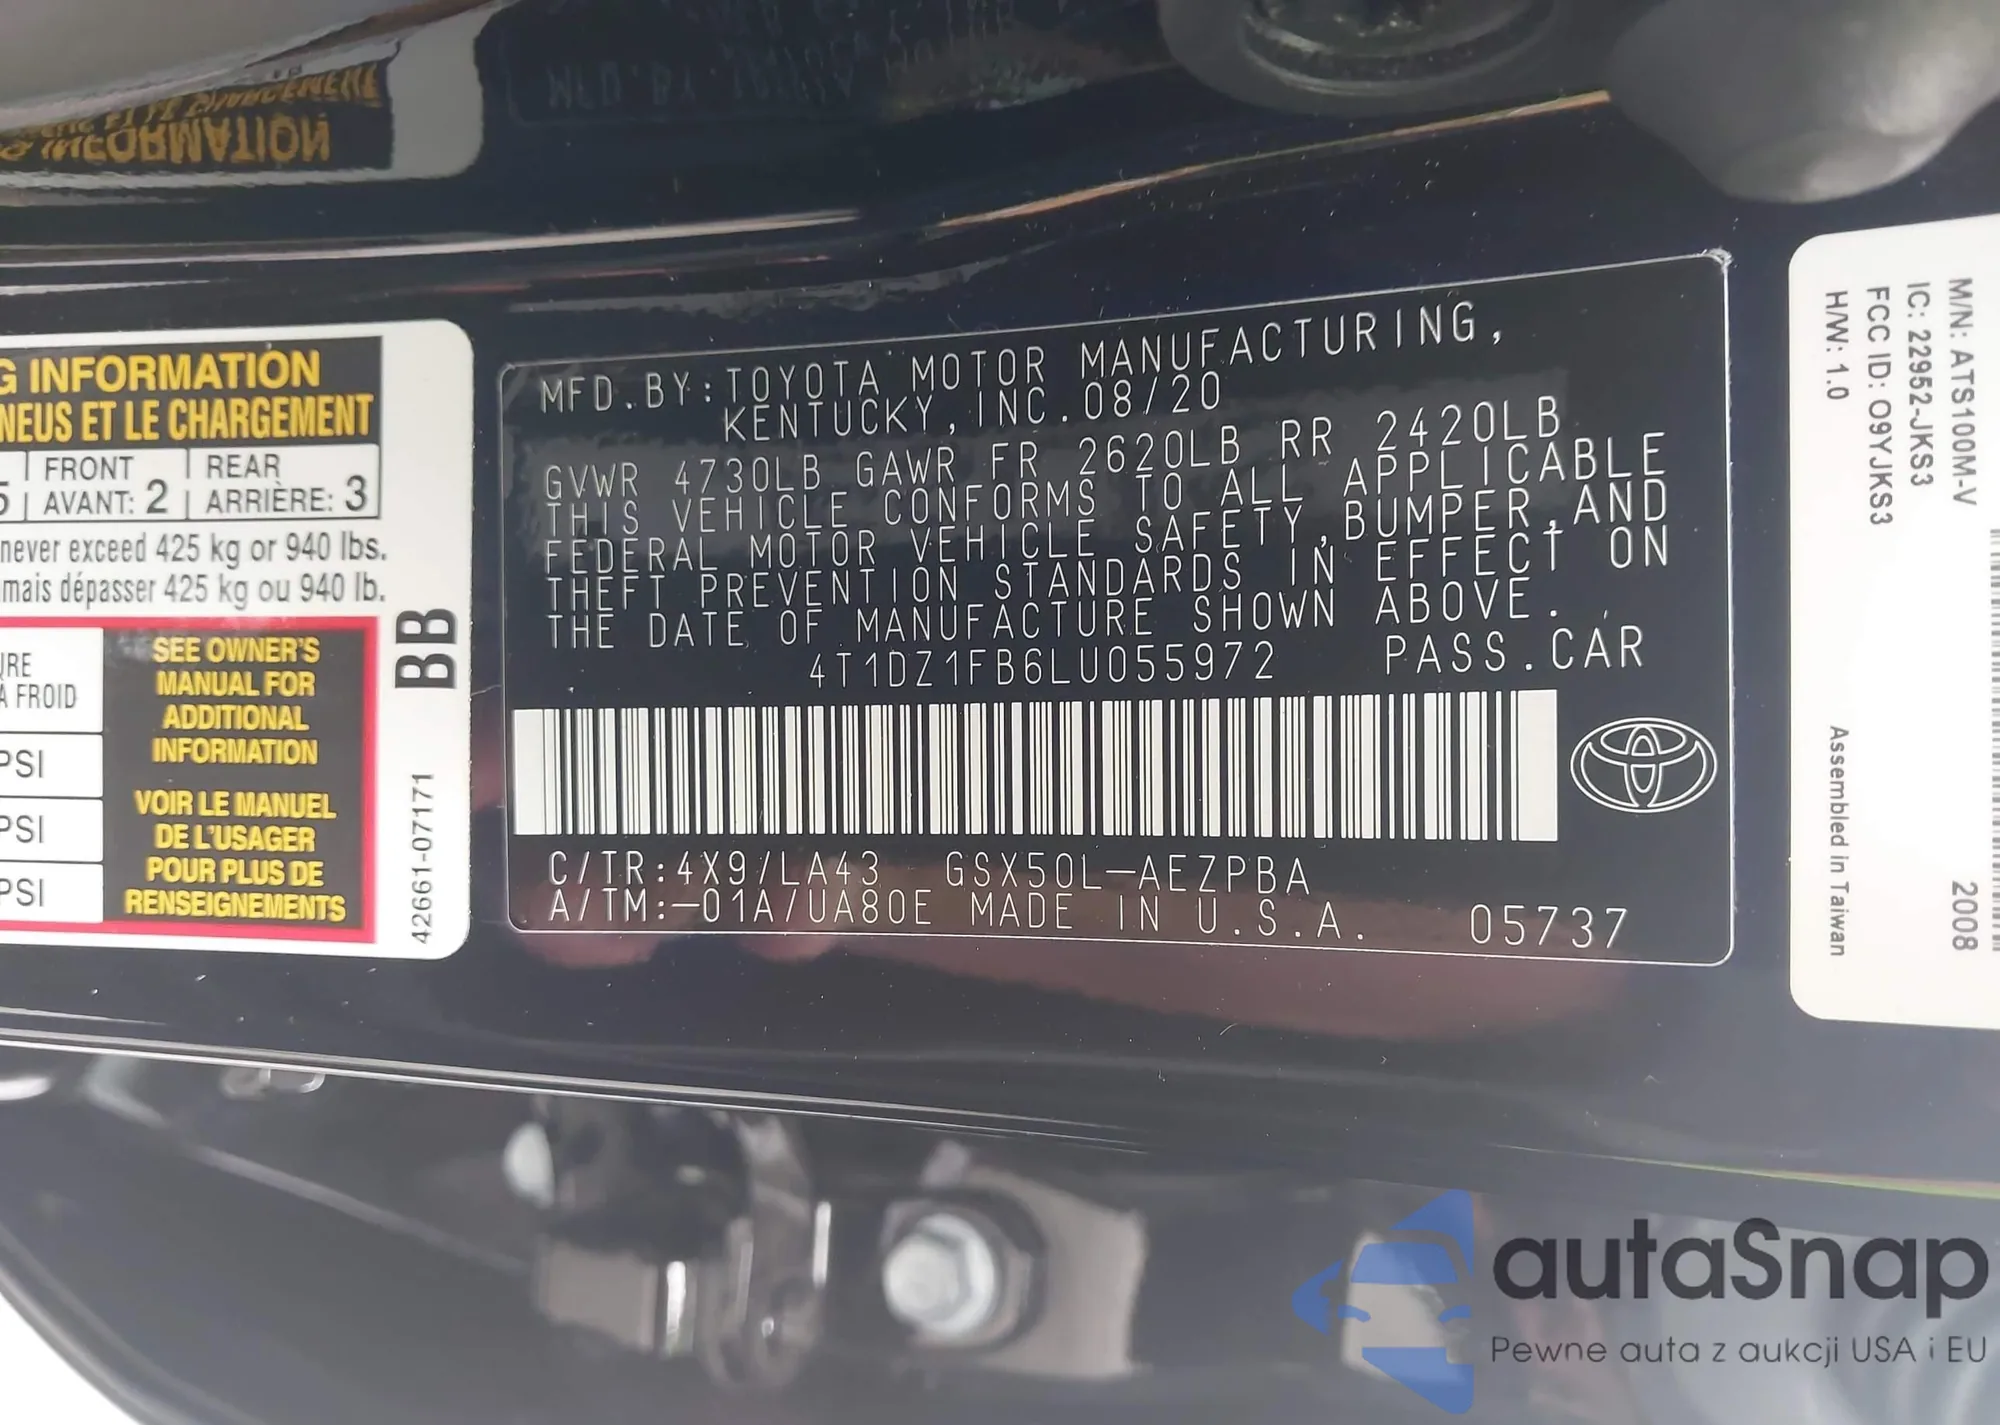 G INFORMATION
NEUS ET LE CHARGEMENT
5 FRONT REAR
AVANT: 2 ARRIÈRE: 3
never exceed 425 kg or 940 lbs.
mais dépasser 425 kg ou 940 lb.
URE
À FROID
PSI
PSI
PSI
SEE OWNER'S
MANUAL FOR
ADDITIONAL
INFORMATION
VOIR LE MANUEL
DE L'USAGER
POUR PLUS DE
RENSEIGNEMENTS
BB
42661-07171
MFD.BY:TOYOTA MOTOR MANUFACTURING,
KENTUCKY,INC.08/20
GVWR 4730LB GAWR FR 2620LB RR 2420LB
THIS VEHICLE CONFORMS TO ALL APPLICABLE
FEDERAL MOTOR VEHICLE SAFETY,BUMPER,AND
THEFT PREVENTION STANDARDS IN EFFECT ON
THE DATE OF MANUFACTURE SHOWN ABOVE.
4T1DZ1FB6LU055972 PASS.CAR
C/TR:4X9/LA43 GSX50L-AEZPBA
A/TM:-01A/UA80E MADE IN U.S.A. 05737
M/N: ATS100M-V
IC: 22952-JKS3
FCC ID: O9YJKS3
H/W: 1.0
Assembled in Taiwan
2008
autaSnap
Pewne auta z aukcji USA i EU